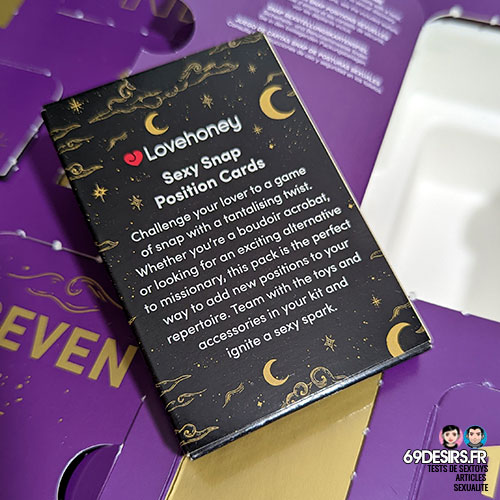 SNAP POSITION CARDS
Lovehoney
Sexy Snap
Position Cards
Challenge your lover to a game
of snap with a tantalising twist.
Whether you're a boudoir acrobat,
or looking for an exciting alternative
to missionary, this pack is the perfect
way to add new positions to your
repertoire. Team with the toys and
accessories in your kit and
ignite a sexy spark.
EVEN
69DESIRS.FR
TESTS DE SEXTOYS
ARTICLES
SEXUALITE